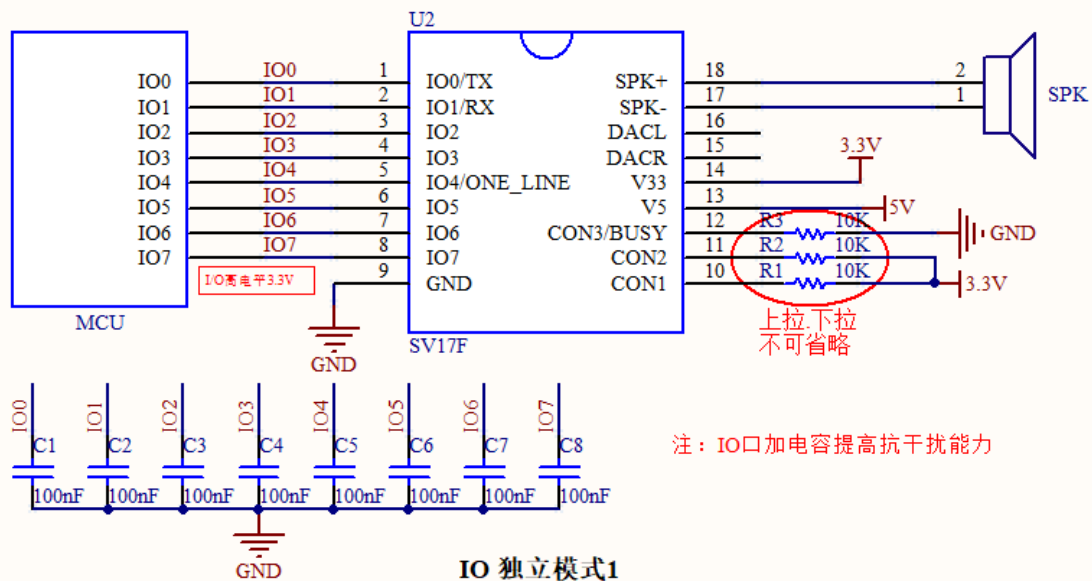 U2
IO0 IO0 1 IO0/TX SPK+ 18 2
IO1 IO1 2 IO1/RX SPK- 17 1 SPK
IO2 IO2 3 IO2 DACL 16
IO3 IO3 4 IO3 DACR 15 3.3V
IO4 IO4 5 IO4/ONE_LINE V33 14
IO5 IO5 6 IO5 V5 13 5V
IO6 IO6 7 IO6 CON3/BUSY 12 R3 10K GND
IO7 IO7 8 IO7 CON2 11 R2 10K
I/O高电平3.3V 9 GND CON1 10 R1 10K 3.3V
MCU
上拉.下拉
不可省略
GND
SV17F
IO0 IO1 IO2 IO3 IO4 IO5 IO6 IO7
C1 C2 C3 C4 C5 C6 C7 C8
注：IO口加电容提高抗干扰能力
100nF 100nF 100nF 100nF 100nF 100nF 100nF 100nF
GND
IO 独立模式1